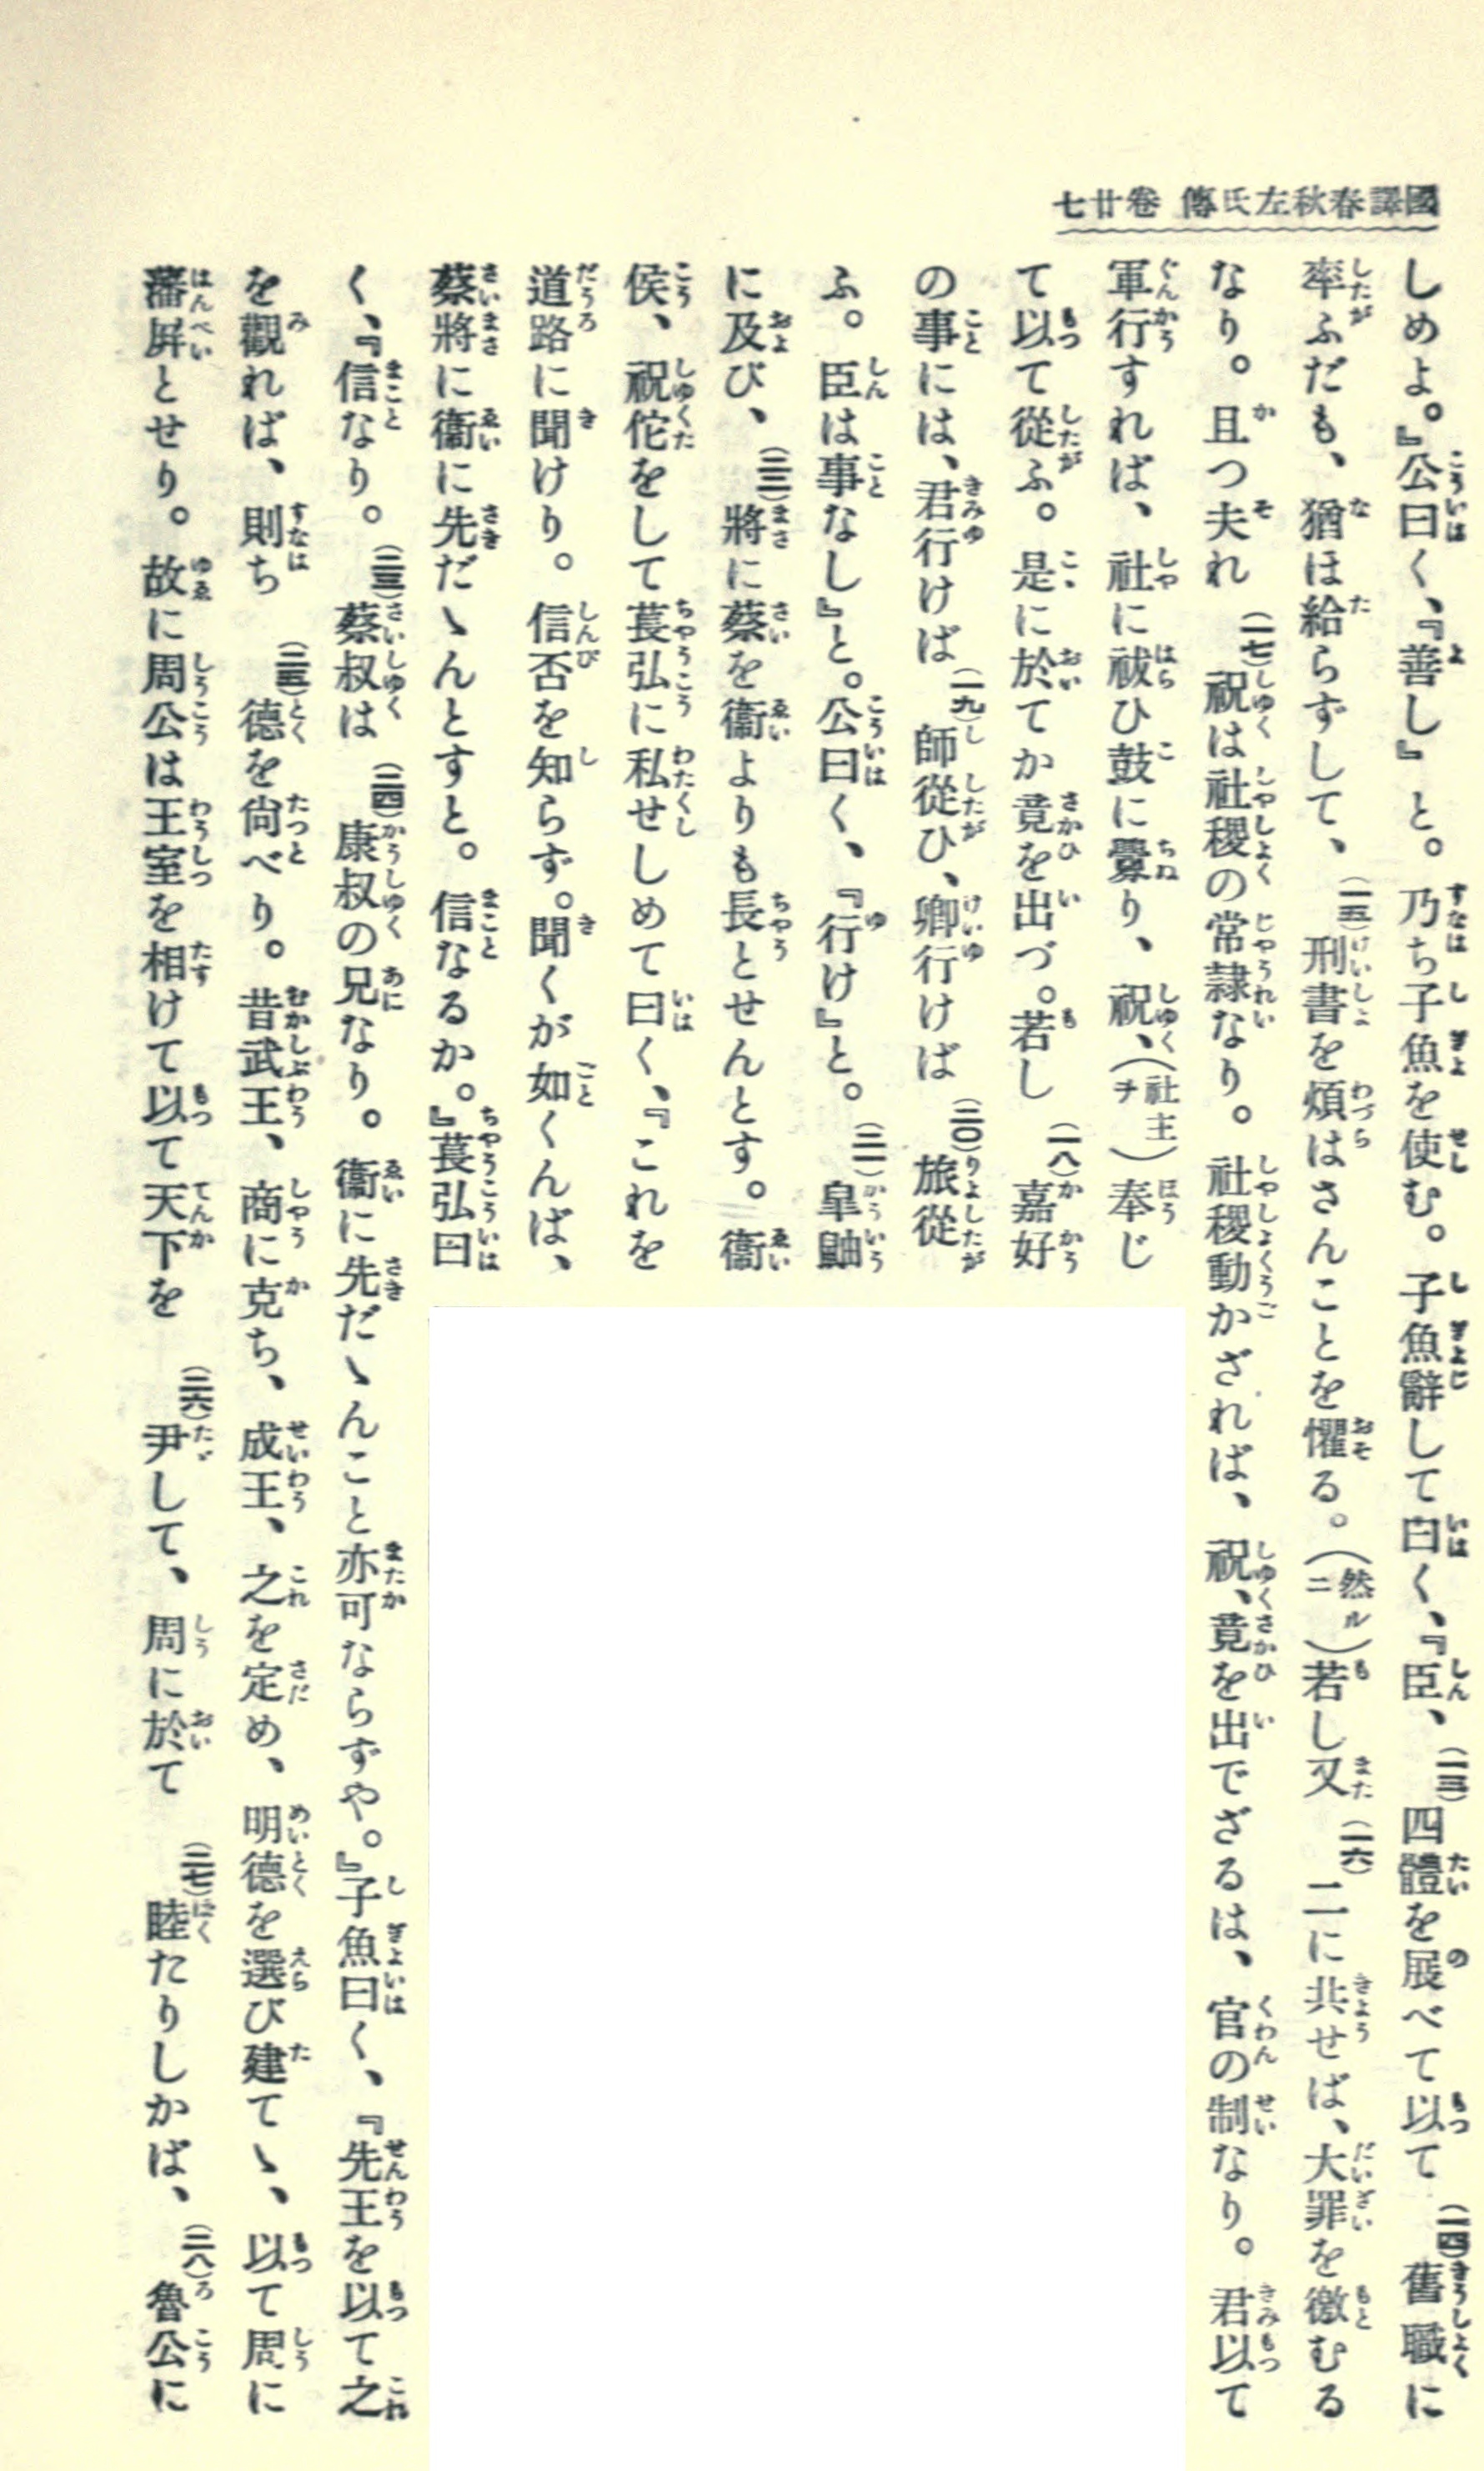 國譯春秋左氏傳 卷廿七
しめよ。』公曰く、『善し』と。乃ち子魚を使む。子魚辭して曰く、『臣、(一三)四體を展べて以て(一四)舊職に
率ふだも、猶ほ給らずして、(一五)刑書を煩はさんことを懼る。(然ルニ)若し又(一六)二に共せば、大罪を徼むる
なり。且つ夫れ(一七)祝は社稷の常隷なり。社稷動かざれば、祝、竟を出でざるは、官の制なり。君以て
軍行すれば、社に祓ひ鼓に釁り、祝、(社主ヲ)奉じ
て以て從ふ。是に於てか竟を出づ。若し(一八)嘉好
の事には、君行けば(一九)師從ひ、卿行けば(二〇)旅從
ふ。臣は事なし』と。公曰く、『行け』と。(二一)皐鼬
に及び、(二二)將に蔡を衞よりも長とせんとす。衞
侯、祝佗をして萇弘に私せしめて曰く、『これを
道路に聞けり。信否を知らず。聞くが如くんば、
蔡將に衞に先だゝんとすと。信なるか。』萇弘曰
く、『信なり。(二三)蔡叔は(二四)康叔の兄なり。衞に先だゝんこと亦可ならずや。』子魚曰く、『先王を以て之
を觀れば、則ち(二五)德を尙べり。昔武王、商に克ち、成王、之を定め、明德を選び建てゝ、以て周に
藩屛とせり。故に周公は王室を相けて以て天下を(二六)尹して、周に於て(二七)睦たりしかば、(二八)魯公に